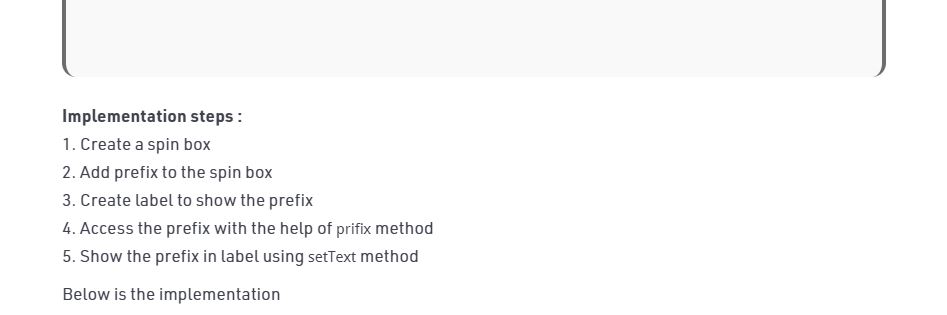 Implementation steps :
1. Create a spin box
2. Add prefix to the spin box
3. Create label to show the prefix
4. Access the prefix with the help of prifix method
5. Show the prefix in label using setText method
Below is the implementation